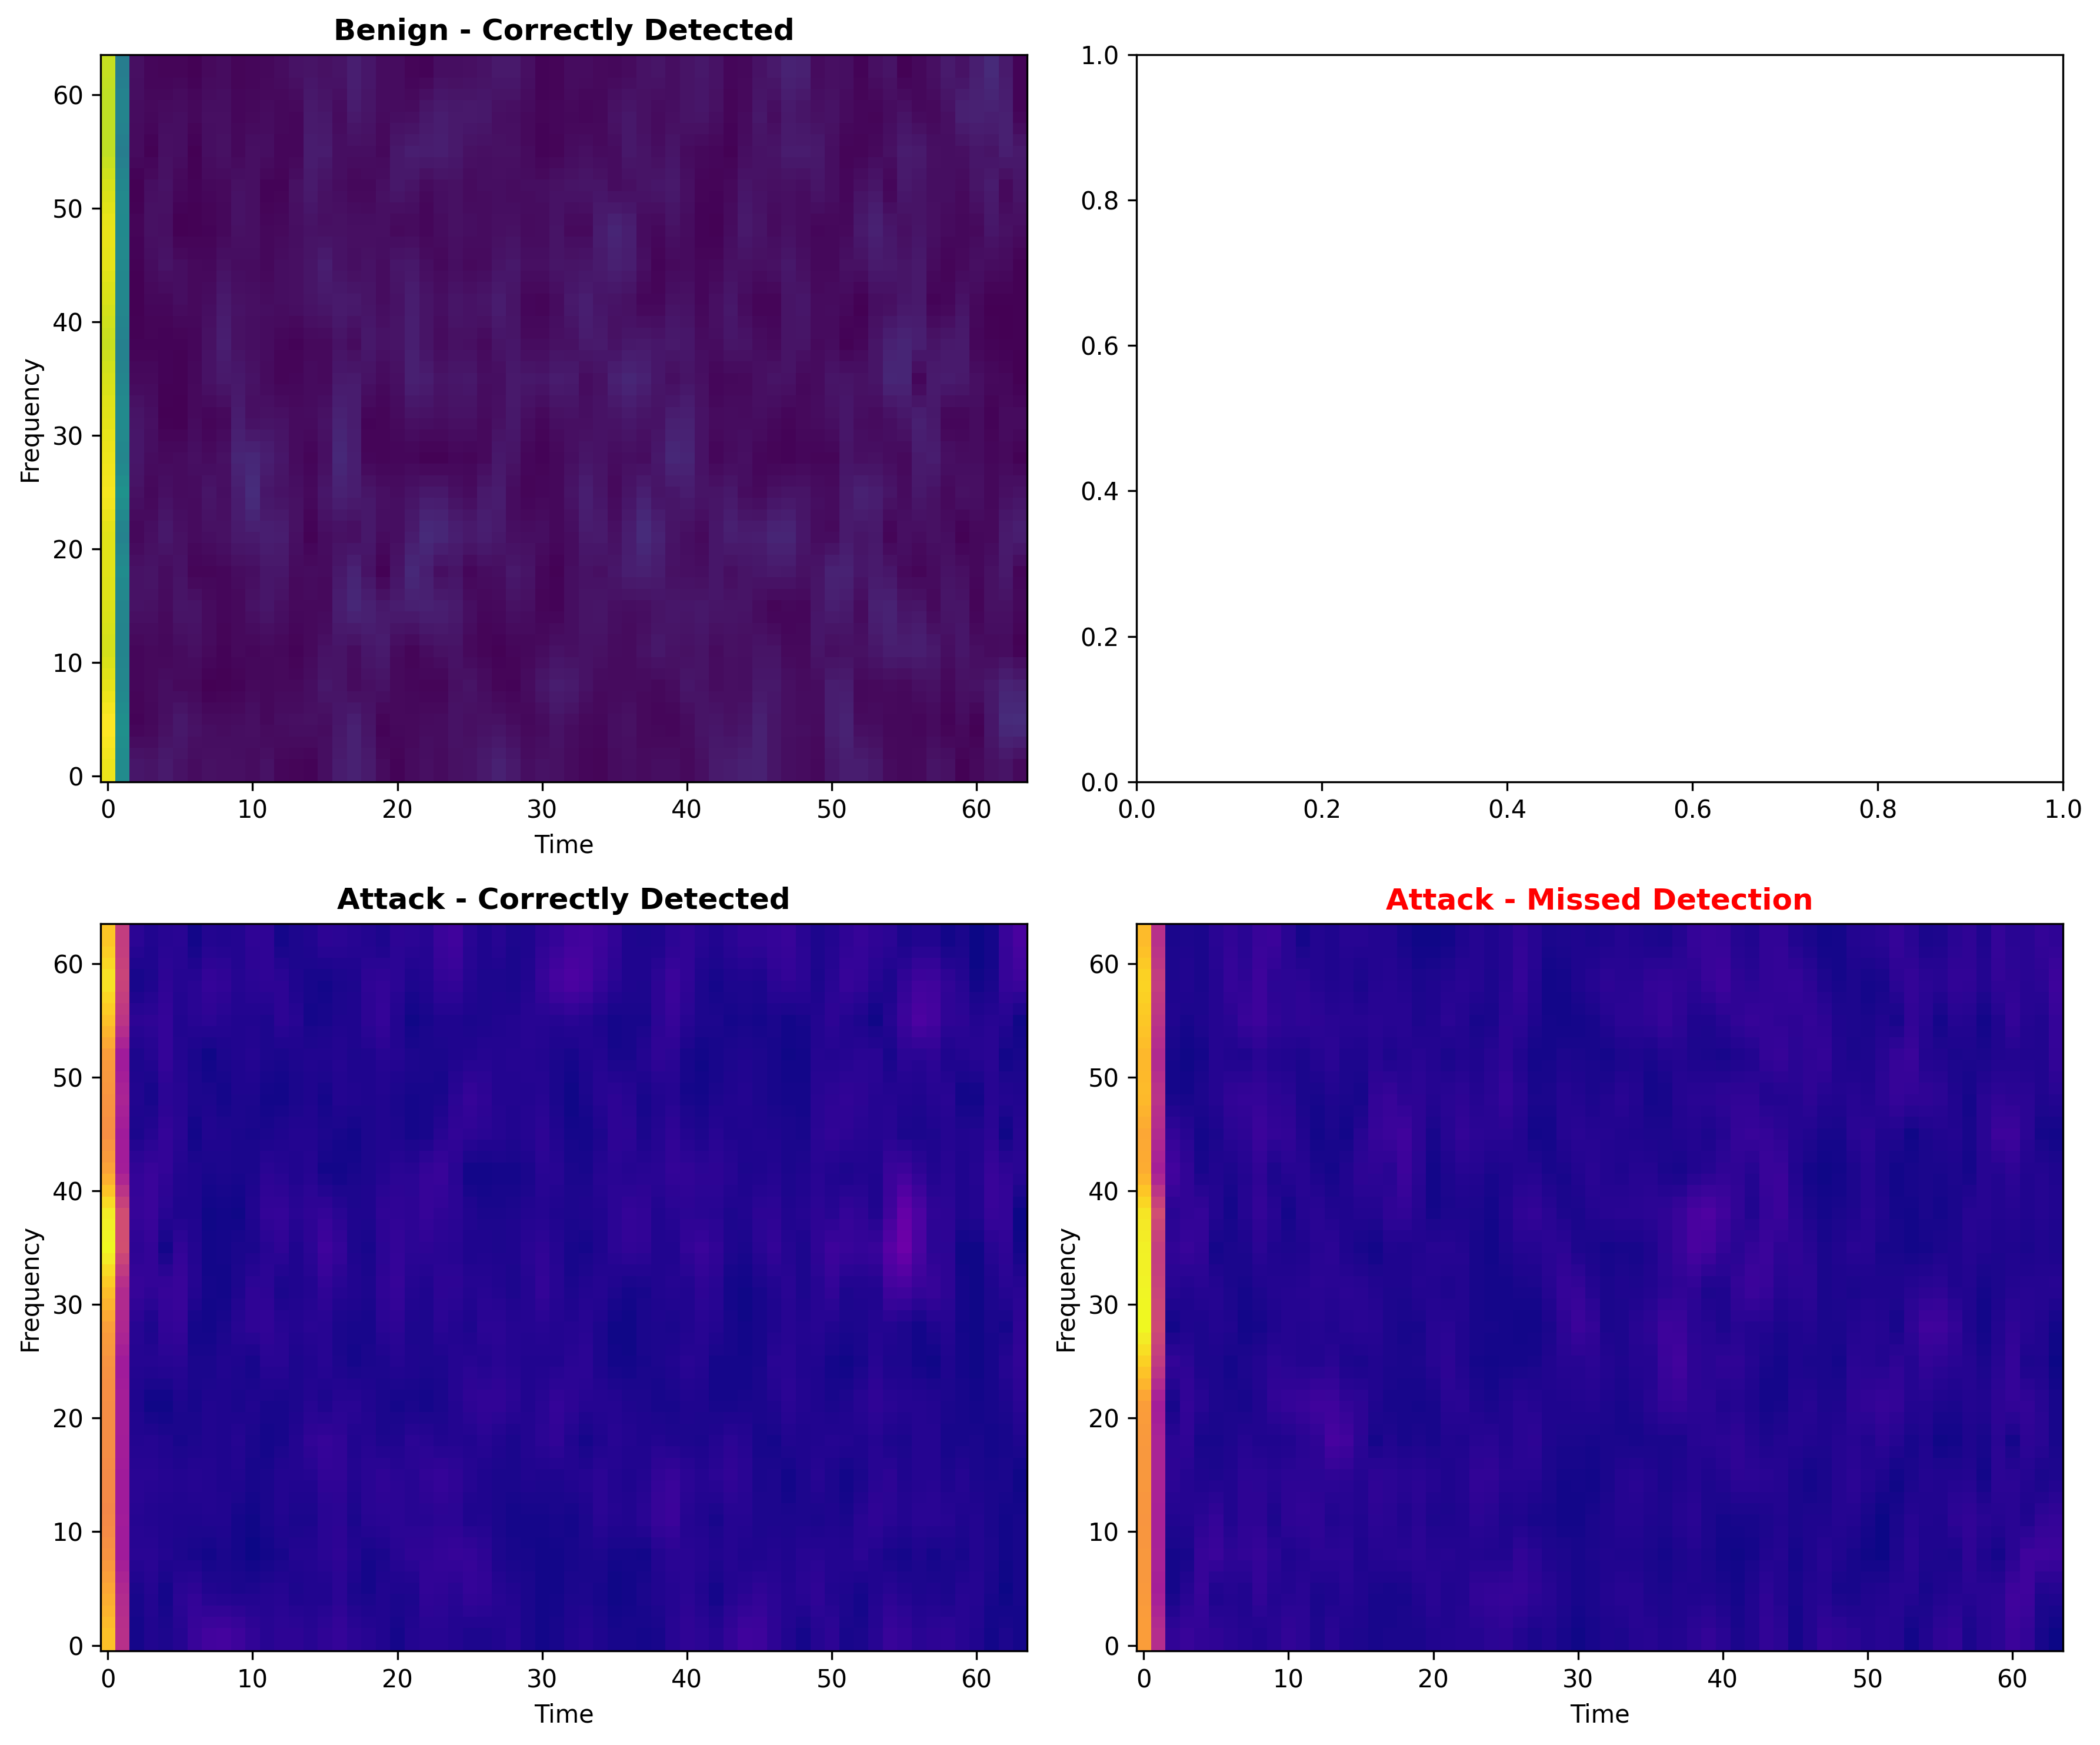 Benign - Correctly Detected
Frequency
60
50
40
30
20
10
0
0 10 20 30 40 50 60
Time
1.0
0.8
0.6
0.4
0.2
0.0
0.0 0.2 0.4 0.6 0.8 1.0
Attack - Correctly Detected
Frequency
60
50
40
30
20
10
0
0 10 20 30 40 50 60
Time
Attack - Missed Detection
Frequency
60
50
40
30
20
10
0
0 10 20 30 40 50 60
Time